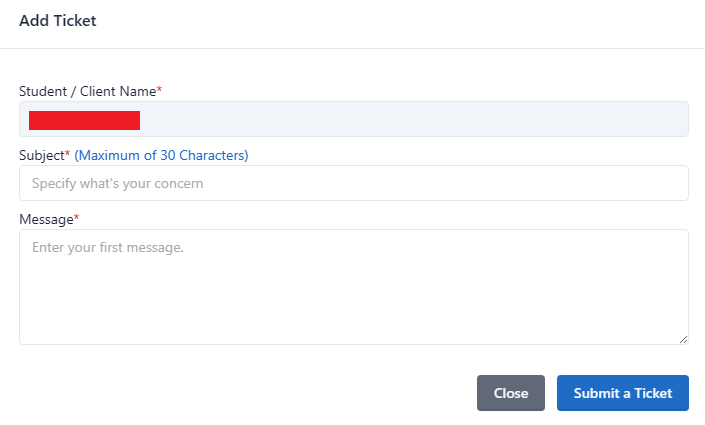 Add Ticket
Student / Client Name*
Subject* (Maximum of 30 Characters)
Specify what's your concern
Message*
Enter your first message.
Close
Submit a Ticket